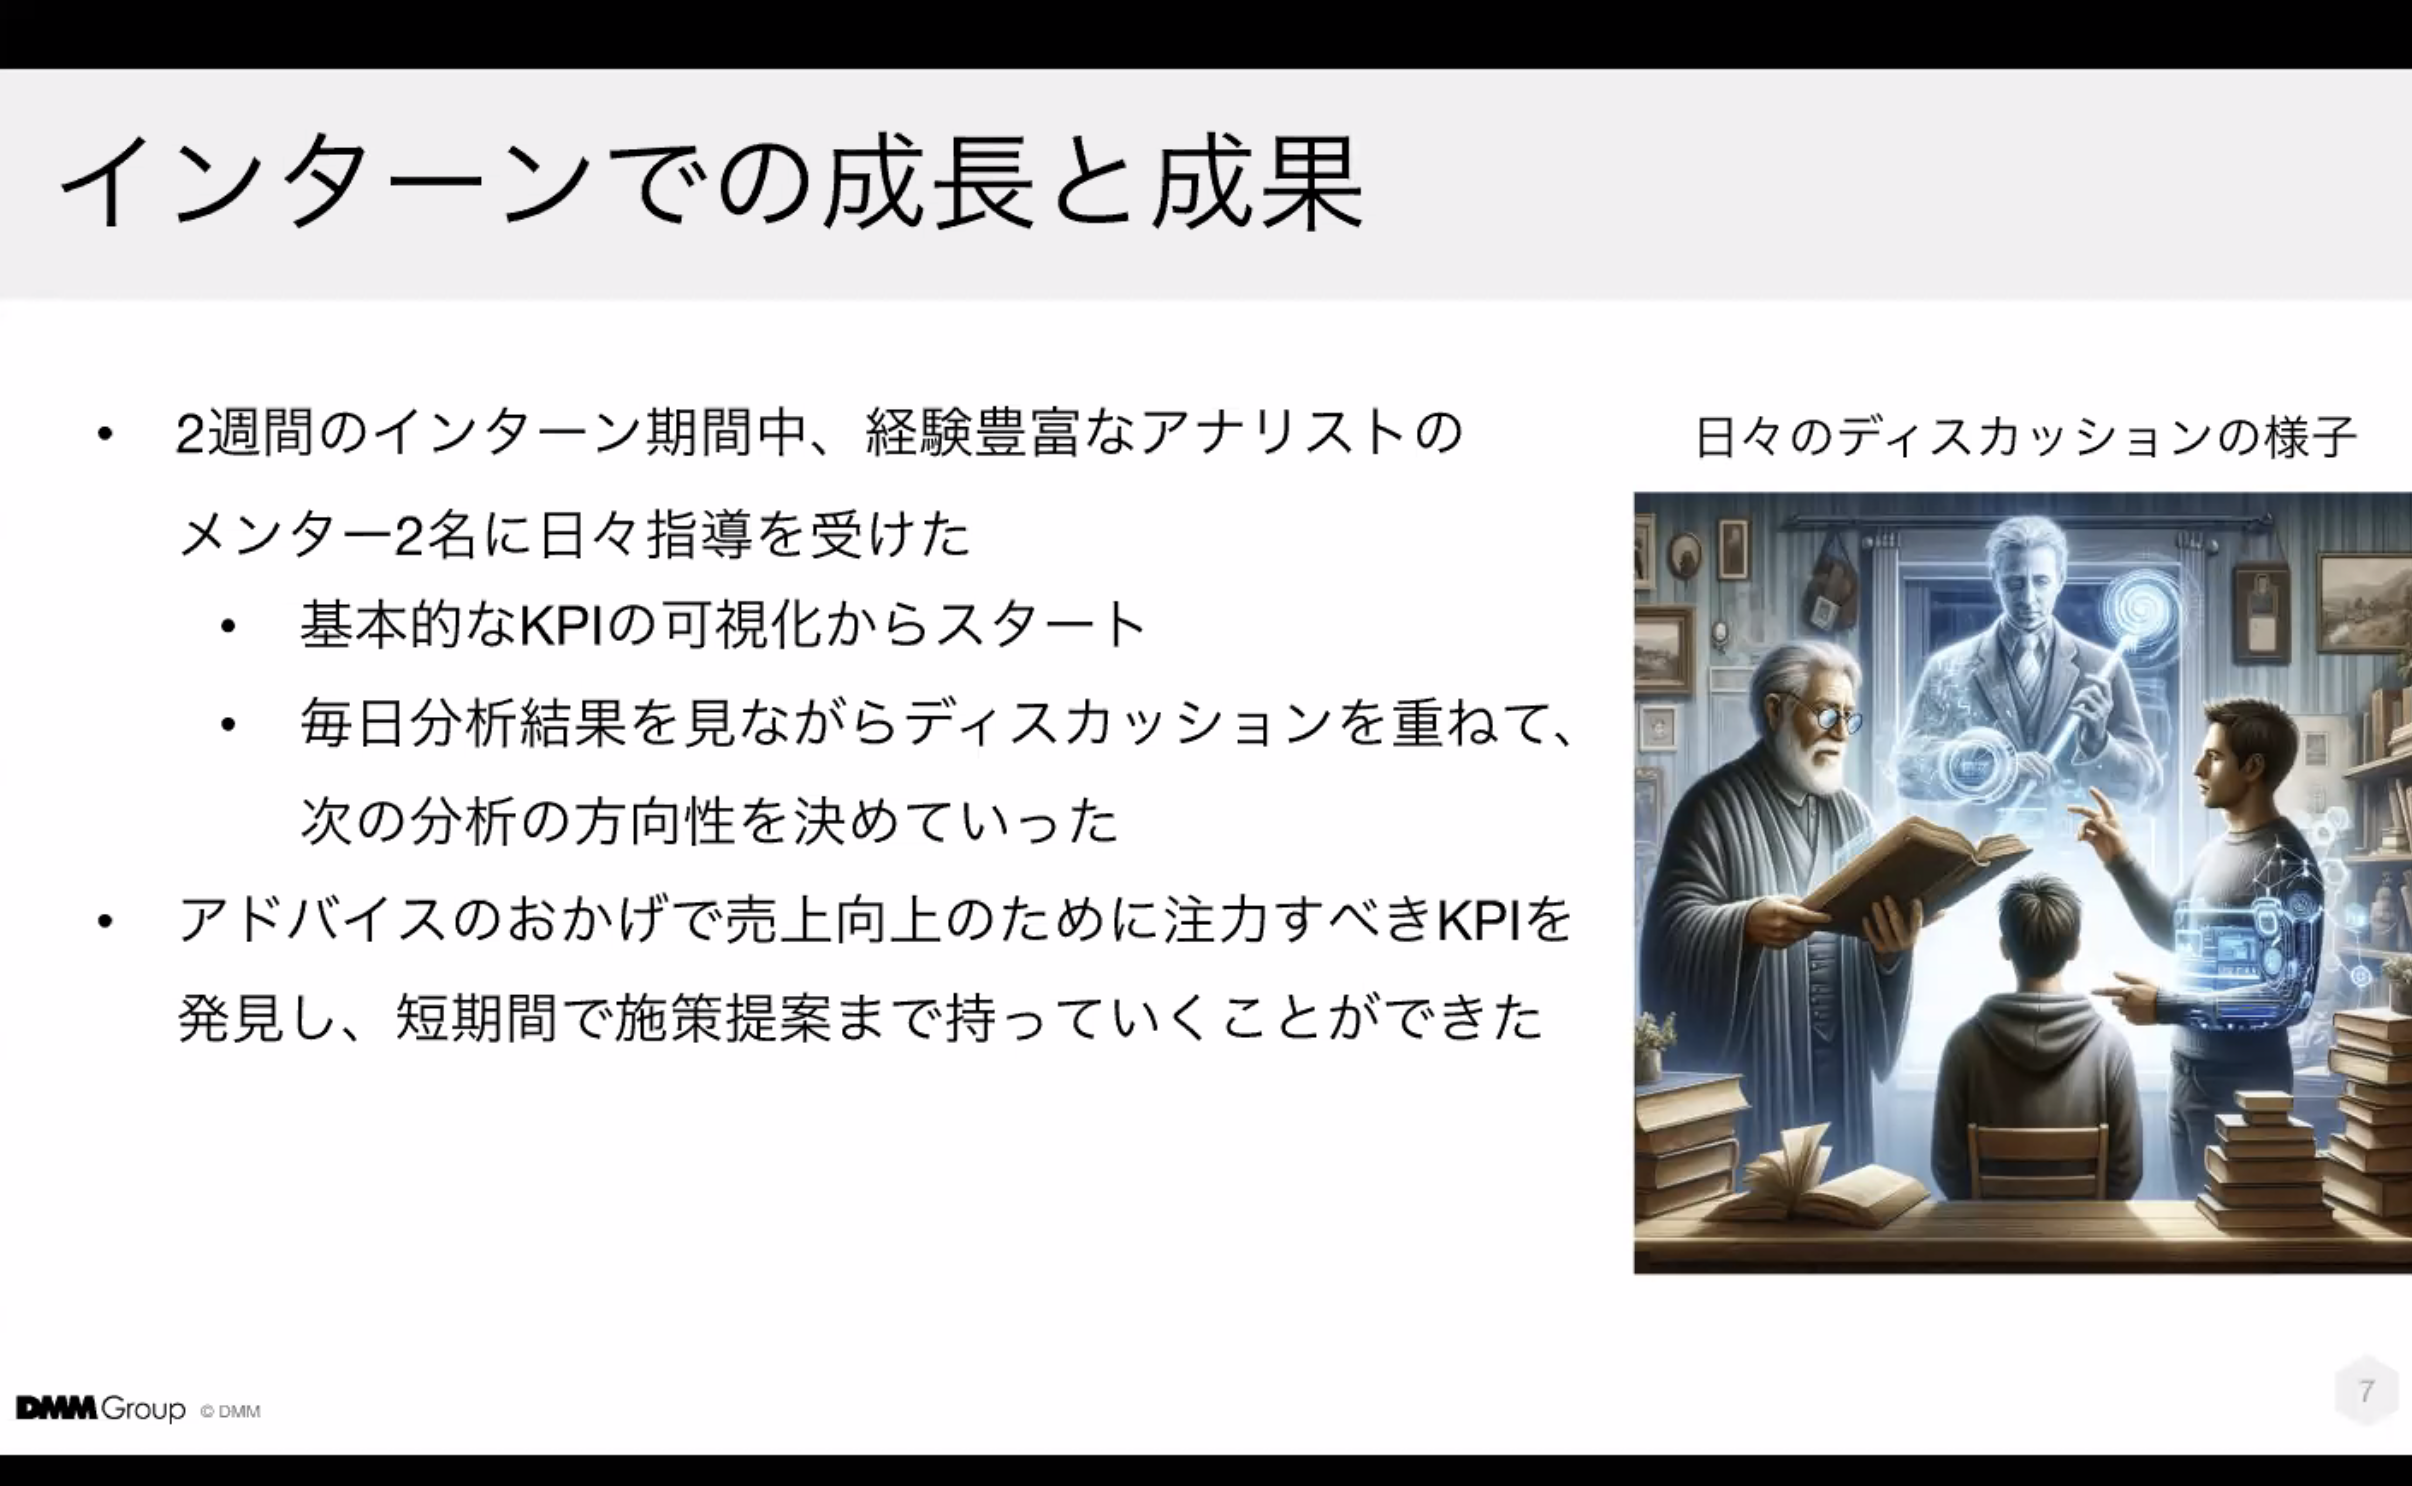 インターンでの成長と成果
• 2週間のインターン期間中、経験豊富なアナリストの
メンター2名に日々指導を受けた
• 基本的なKPIの可視化からスタート
• 毎日分析結果を見ながらディスカッションを重ねて、
次の分析の方向性を決めていった
• アドバイスのおかげで売上向上のために注力すべきKPIを
発見し、短期間で施策提案まで持っていくことができた
日々のディスカッションの様子
DMM Group © DMM
7